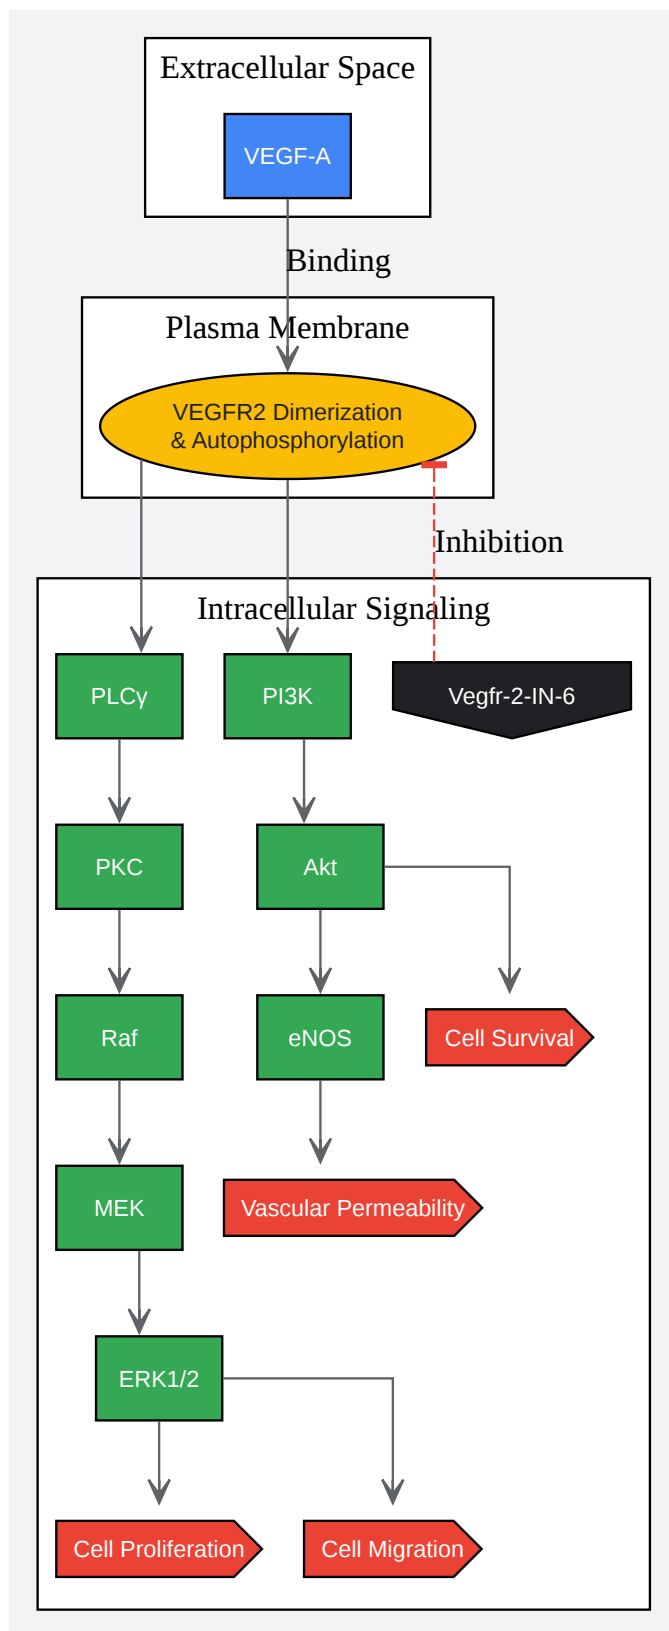 Extracellular Space
VEGF-A
Binding
Plasma Membrane
VEGFR2 Dimerization
& Autophosphorylation
Inhibition
Intracellular Signaling
PLCγ
PI3K
Vegfr-2-IN-6
PKC
Akt
Raf
eNOS
Cell Survival
MEK
Vascular Permeability
ERK1/2
Cell Proliferation
Cell Migration